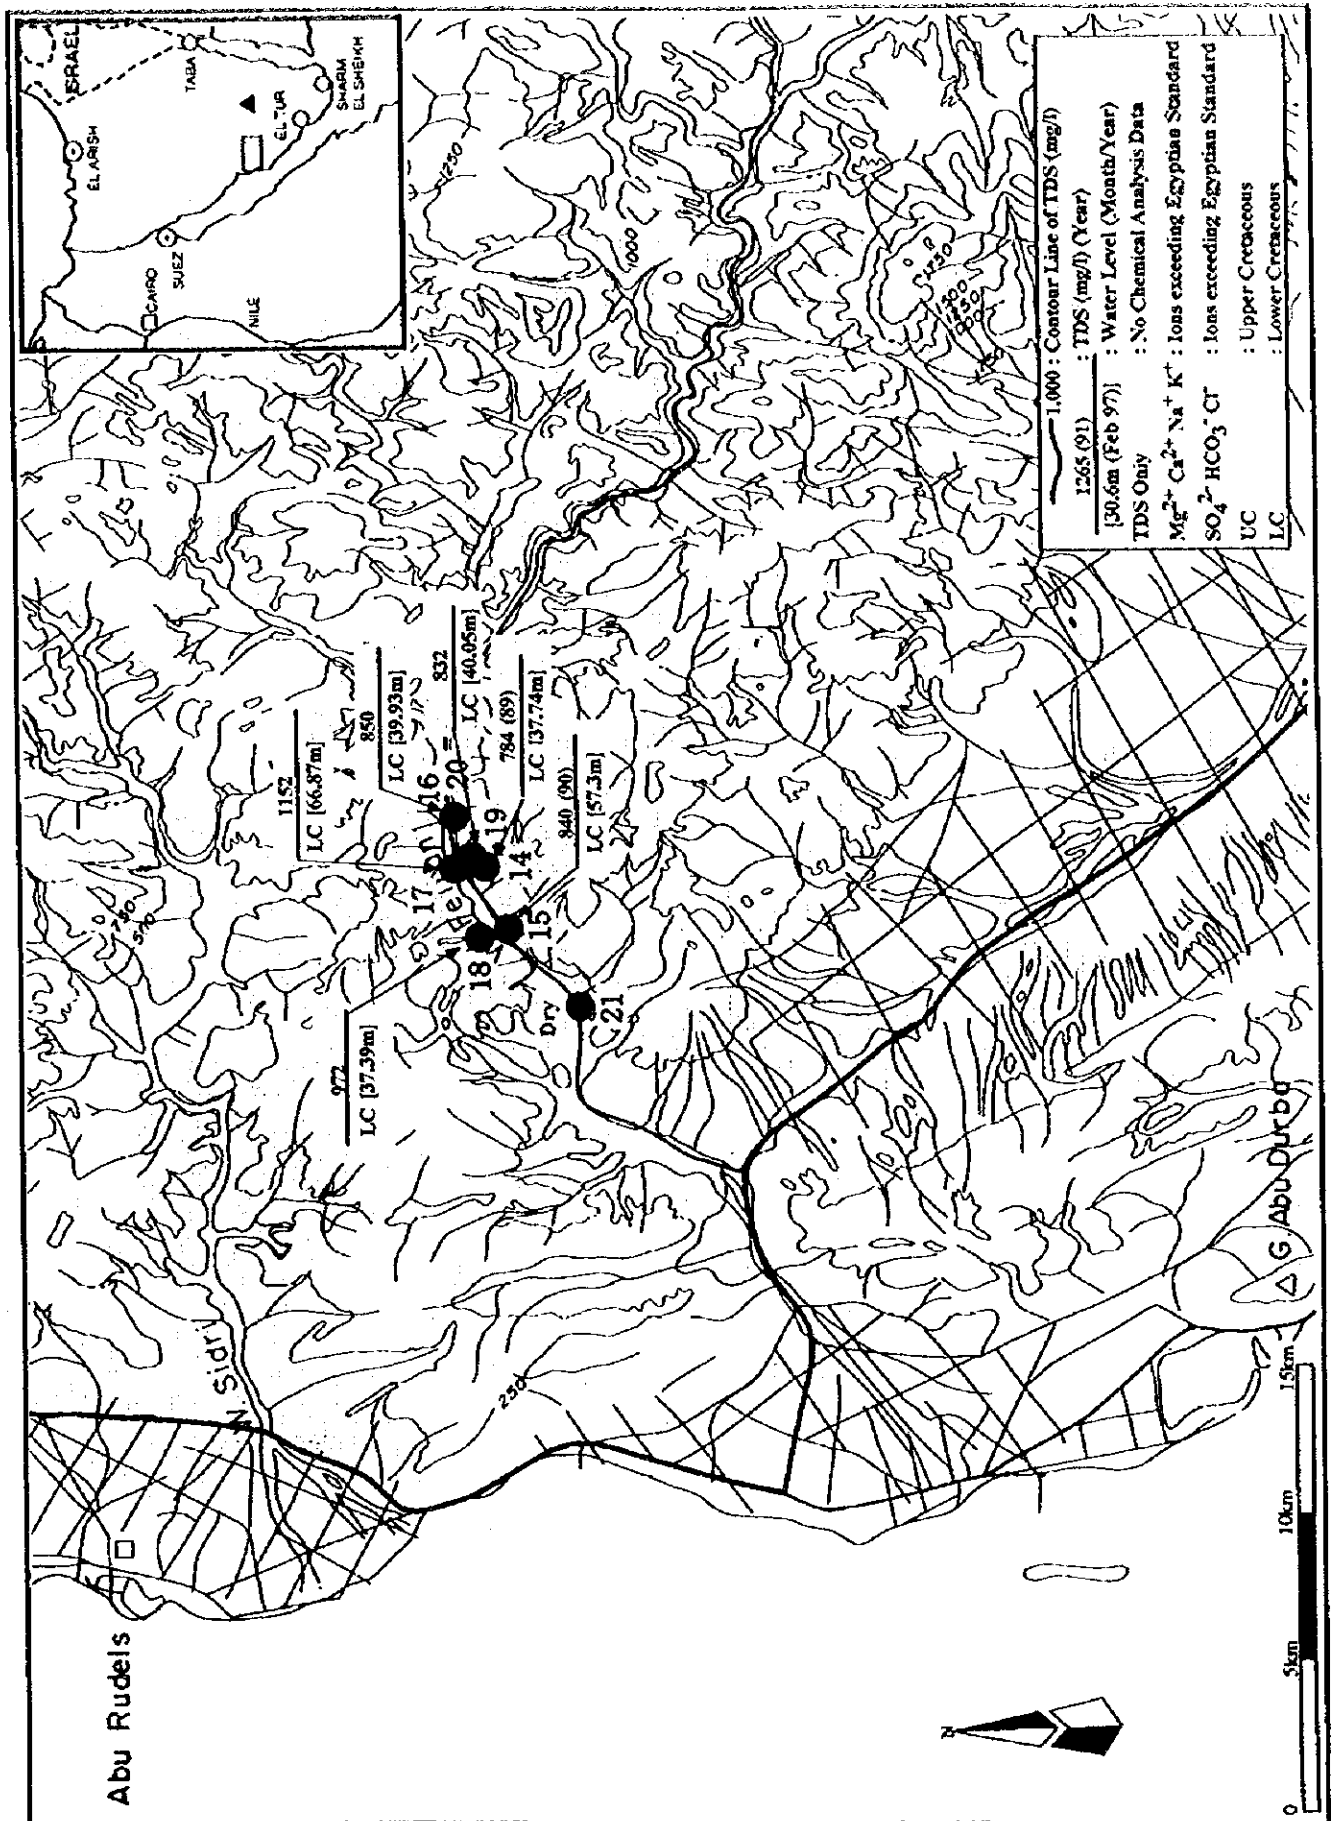 ISRAEL
EL ARISH
TABA
CAIRO
SUEZ
NILE
EL TUR
SHARM
EL SHEIKH
1250
1000
1750
1500
1250
1000
1152
LC [66.87m]
850
LC [39.93m]
832
LC [40.05m]
784 (89)
LC [37.74m]
840 (90)
LC [57.3m]
972
LC [37.39m]
16
20
17
19
14
18
15
Dry
21
750
W Sidri
250
Abu Rudels
G. Abu Durba
N
0
5km
10km
15km
1,000 : Contour Line of TDS (mg/l)
1265 (91) : TDS (mg/l) (Year)
[30.6m (Feb 97)] : Water Level (Month/Year)
TDS Only : No Chemical Analysis Data
Mg²⁺ Ca²⁺ Na⁺ K⁺ : Ions exceeding Egyptian Standard
SO₄²⁻ HCO₃⁻ Cl⁻ : Ions exceeding Egyptian Standard
UC : Upper Cretaceous
LC : Lower Cretaceous